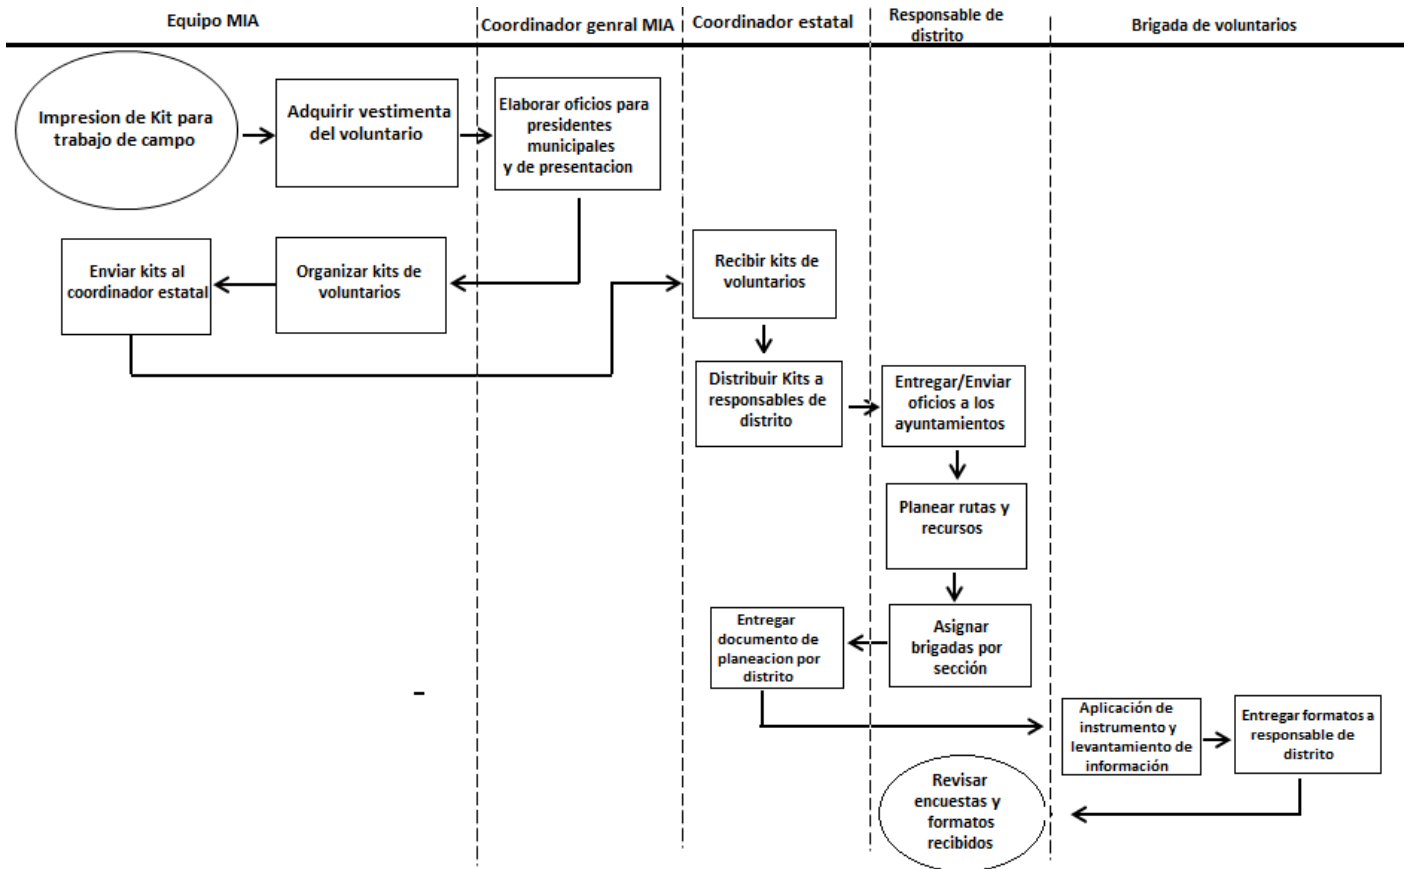 Equipo MIA
Coordinador genral MIA
Coordinador estatal
Responsable de
distrito
Brigada de voluntarios
Impresion de Kit para
trabajo de campo
Adquirir vestimenta
del voluntario
Elaborar oficios para
presidentes
municipales
y de presentacion
Enviar kits al
coordinador estatal
Organizar kits de
voluntarios
Recibir kits de
voluntarios
Distribuir Kits a
responsables de
distrito
Entregar/Enviar
oficios a los
ayuntamientos
Planear rutas y
recursos
Asignar
brigadas por
sección
Entregar
documento de
planeacion por
distrito
Aplicación de
instrumento y
levantamiento de
información
Entregar formatos a
responsable de
distrito
Revisar
encuestas y
formatos
recibidos